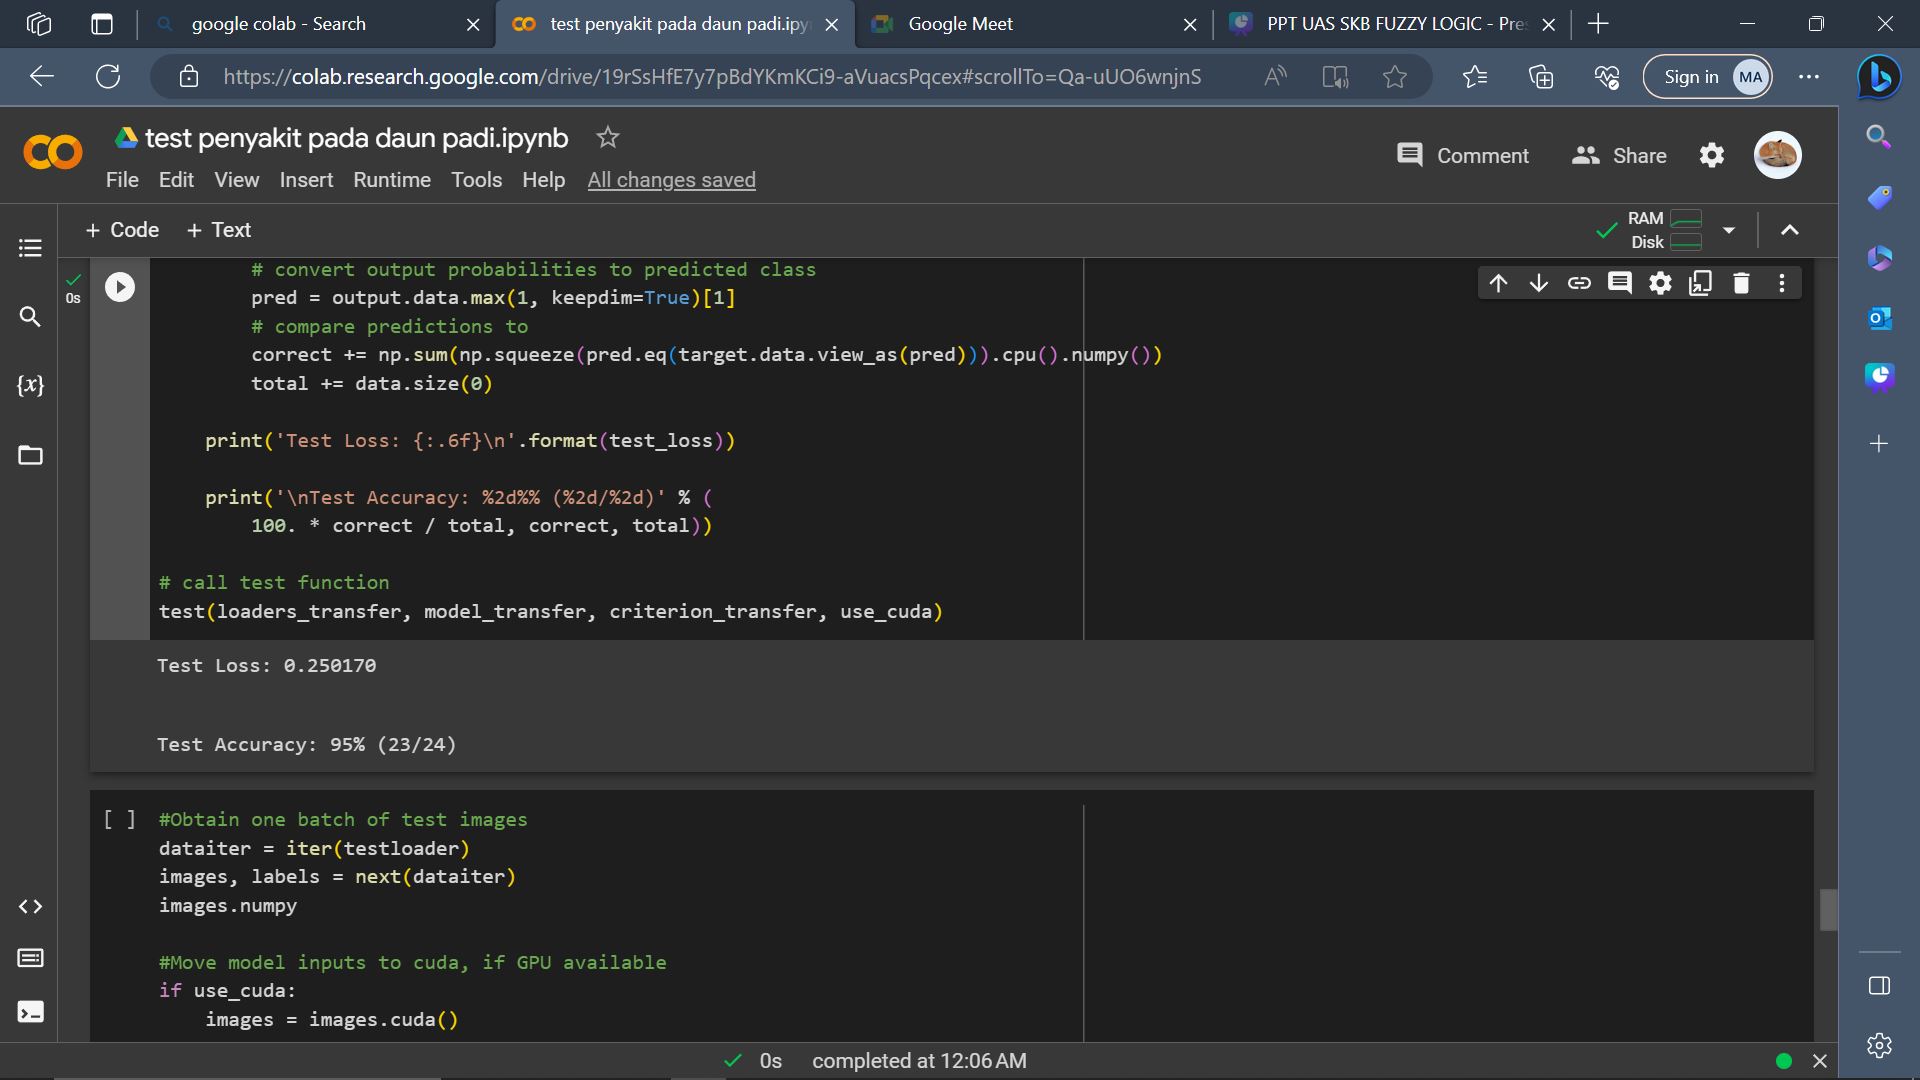 google colab - Search
test penyakit pada daun padi.ipy
Google Meet
PPT UAS SKB FUZZY LOGIC - Pre
https://colab.research.google.com/drive/19rSsHfE7y7pBdYKmKCi9-aVuacsPqcex#scrollTo=Qa-uUO6wnjnS
Sign in MA
test penyakit pada daun padi.ipynb
Comment
Share
File Edit View Insert Runtime Tools Help All changes saved
+ Code + Text
RAM
Disk
0s
# convert output probabilities to predicted class
pred = output.data.max(1, keepdim=True)[1]
# compare predictions to
correct += np.sum(np.squeeze(pred.eq(target.data.view_as(pred))).cpu().numpy())
total += data.size(0)
print('Test Loss: {:.6f}\n'.format(test_loss))
print('\nTest Accuracy: %2d%% (%2d/%2d)' % (
100. * correct / total, correct, total))
# call test function
test(loaders_transfer, model_transfer, criterion_transfer, use_cuda)
Test Loss: 0.250170
Test Accuracy: 95% (23/24)
[ ] #Obtain one batch of test images
dataiter = iter(testloader)
images, labels = next(dataiter)
images.numpy
#Move model inputs to cuda, if GPU available
if use_cuda:
images = images.cuda()
0s completed at 12:06 AM